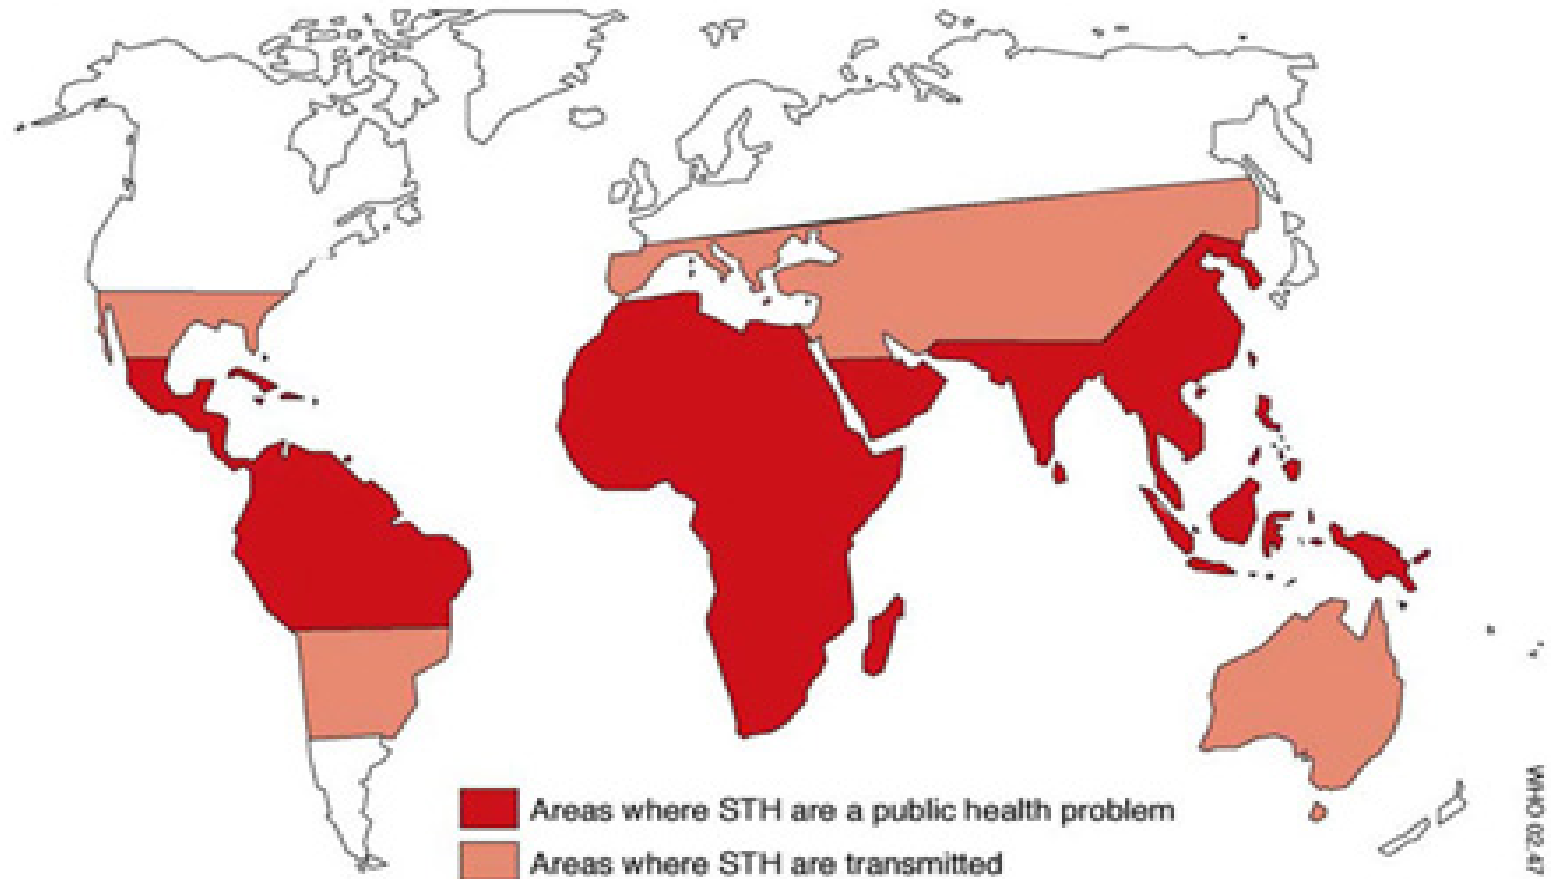 Areas where STH are a public health problem
Areas where STH are transmitted
WHO 02.47